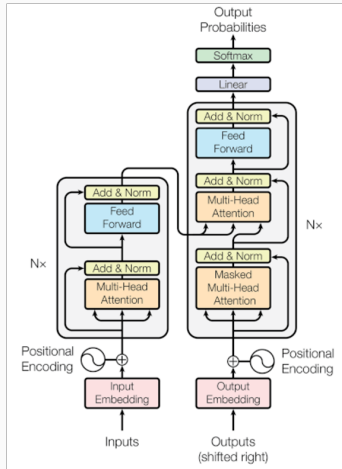 Output
Probabilities
Softmax
Linear
Add & Norm
Feed
Forward
Add & Norm
Multi-Head
Attention
Add & Norm
Masked
Multi-Head
Attention
Nx
Add & Norm
Feed
Forward
Add & Norm
Multi-Head
Attention
Nx
Positional
Encoding
Input
Embedding
Inputs
Positional
Encoding
Output
Embedding
Outputs
(shifted right)